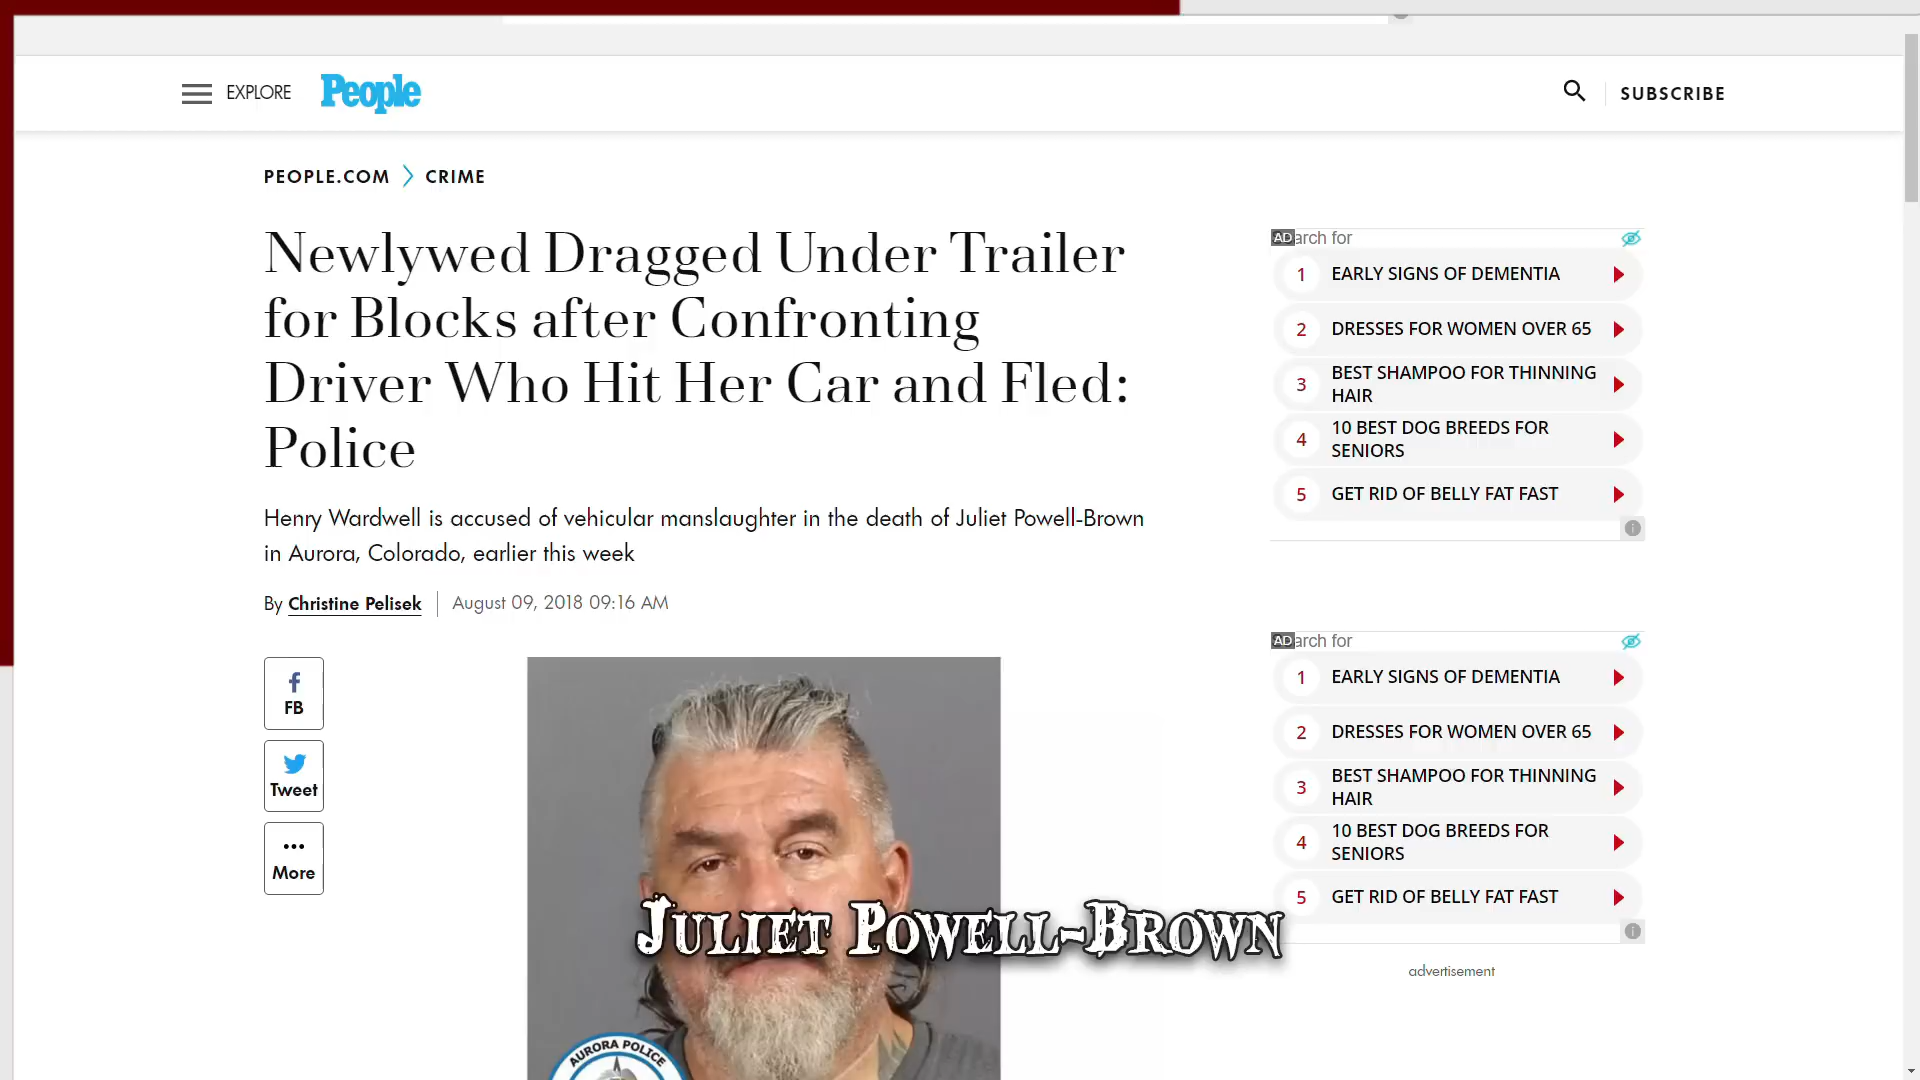 EXPLORE
People
SUBSCRIBE
PEOPLE.COM
CRIME
Newlywed Dragged Under Trailer
for Blocks after Confronting
Driver Who Hit Her Car and Fled:
Police
Henry Wardwell is accused of vehicular manslaughter in the death of Juliet Powell-Brown
in Aurora, Colorado, earlier this week
By Christine Pelisek
August 09, 2018 09:16 AM
FB
Tweet
More
AURORA POLICE
Juliet Powell-Brown
AD arch for
1 EARLY SIGNS OF DEMENTIA
2 DRESSES FOR WOMEN OVER 65
3 BEST SHAMPOO FOR THINNING
HAIR
4 10 BEST DOG BREEDS FOR
SENIORS
5 GET RID OF BELLY FAT FAST
AD arch for
1 EARLY SIGNS OF DEMENTIA
2 DRESSES FOR WOMEN OVER 65
3 BEST SHAMPOO FOR THINNING
HAIR
4 10 BEST DOG BREEDS FOR
SENIORS
5 GET RID OF BELLY FAT FAST
advertisement